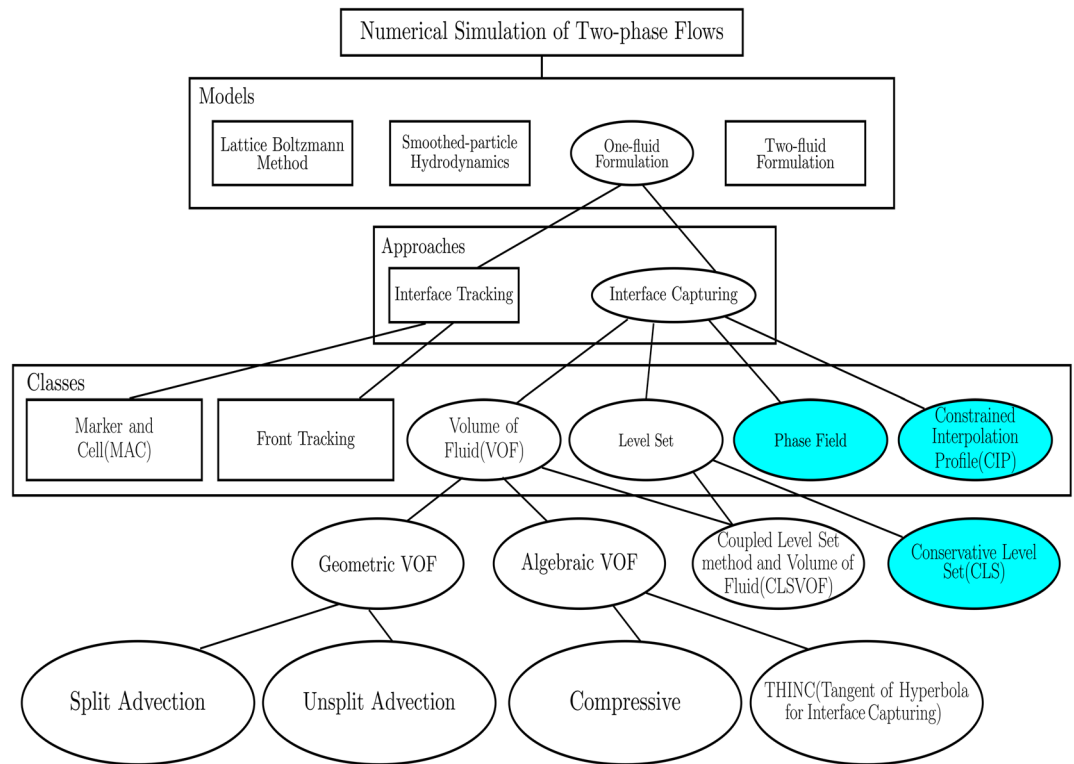 Numerical Simulation of Two-phase Flows
Models
Lattice Boltzmann
Method
Smoothed-particle
Hydrodynamics
One-fluid
Formulation
Two-fluid
Formulation
Approaches
Interface Tracking
Interface Capturing
Classes
Marker and
Cell(MAC)
Front Tracking
Volume of
Fluid(VOF)
Level Set
Phase Field
Constrained
Interpolation
Profile(CIP)
Geometric VOF
Algebraic VOF
Coupled Level Set
method and Volume of
Fluid(CLSVOF)
Conservative Level
Set(CLS)
Split Advection
Unsplit Advection
Compressive
THINC(Tangent of Hyperbola
for Interface Capturing)